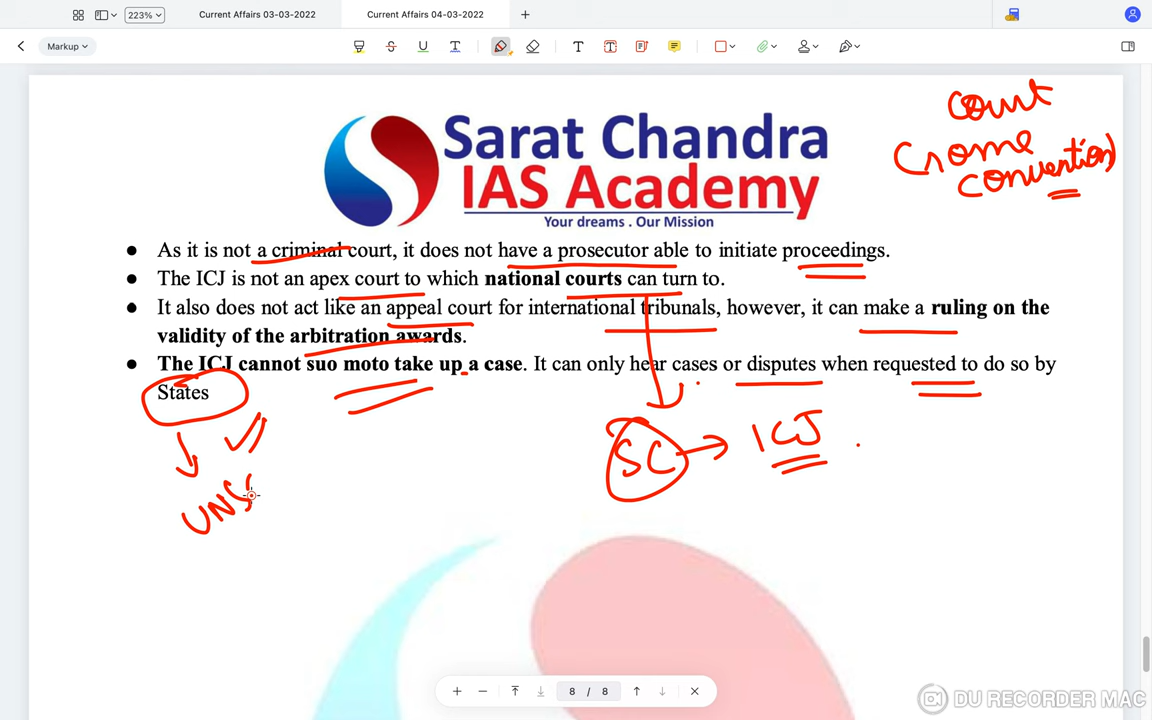 223%
Current Affairs 03-03-2022
Current Affairs 04-03-2022
Markup
Sarat Chandra
IAS Academy
Your dreams . Our Mission
court
(rome
convention)
As it is not a criminal court, it does not have a prosecutor able to initiate proceedings.
The ICJ is not an apex court to which national courts can turn to.
It also does not act like an appeal court for international tribunals, however, it can make a ruling on the
validity of the arbitration awards.
The ICJ cannot suo moto take up a case. It can only hear cases or disputes when requested to do so by
States
SC → ICJ
UNS
8 / 8
DU RECORDER MAC